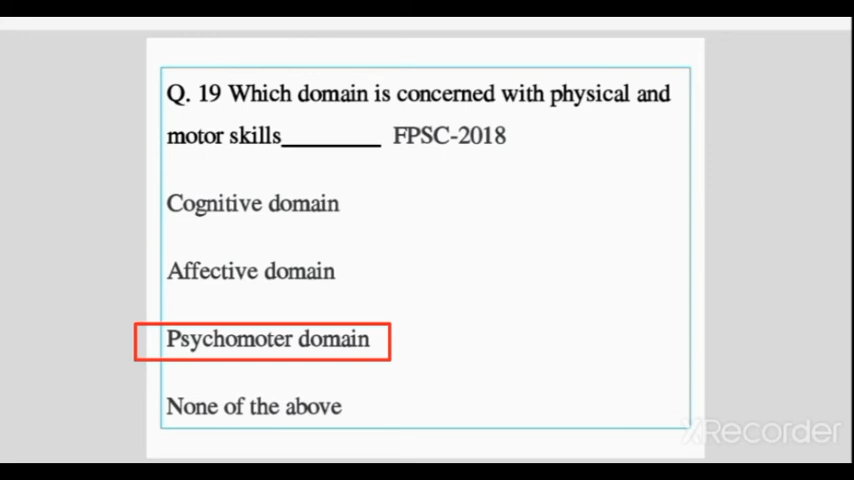 Q. 19 Which domain is concerned with physical and
motor skills________ FPSC-2018
Cognitive domain
Affective domain
Psychomoter domain
None of the above
XRecorder